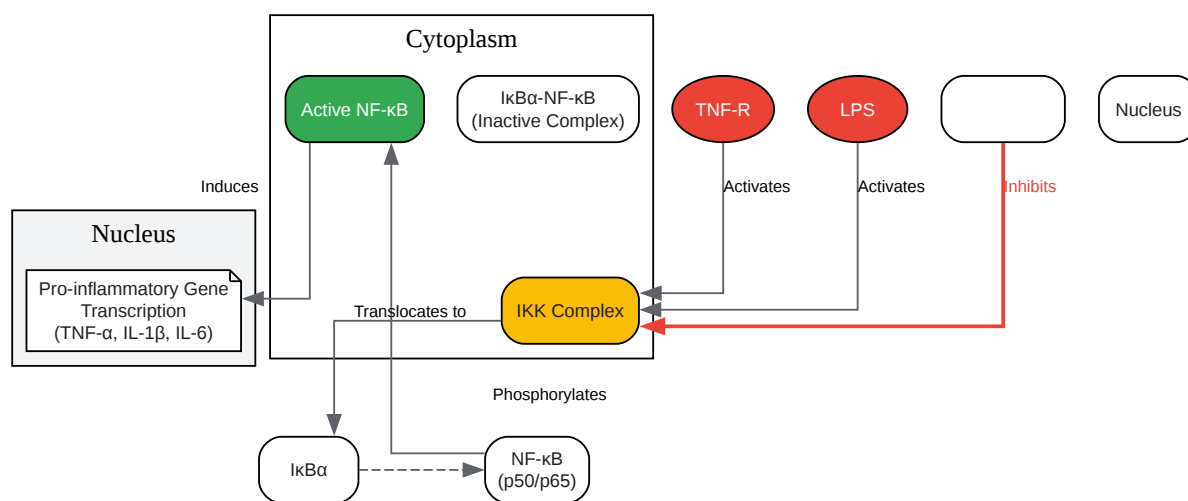 Cytoplasm
Active NF-κB
IκBα-NF-κB
(Inactive Complex)
TNF-R
LPS
Nucleus
Induces
Activates
Activates
Inhibits
Nucleus
Pro-inflammatory Gene
Transcription
(TNF-α, IL-1β, IL-6)
Translocates to
IKK Complex
Phosphorylates
IκBα
NF-κB
(p50/p65)